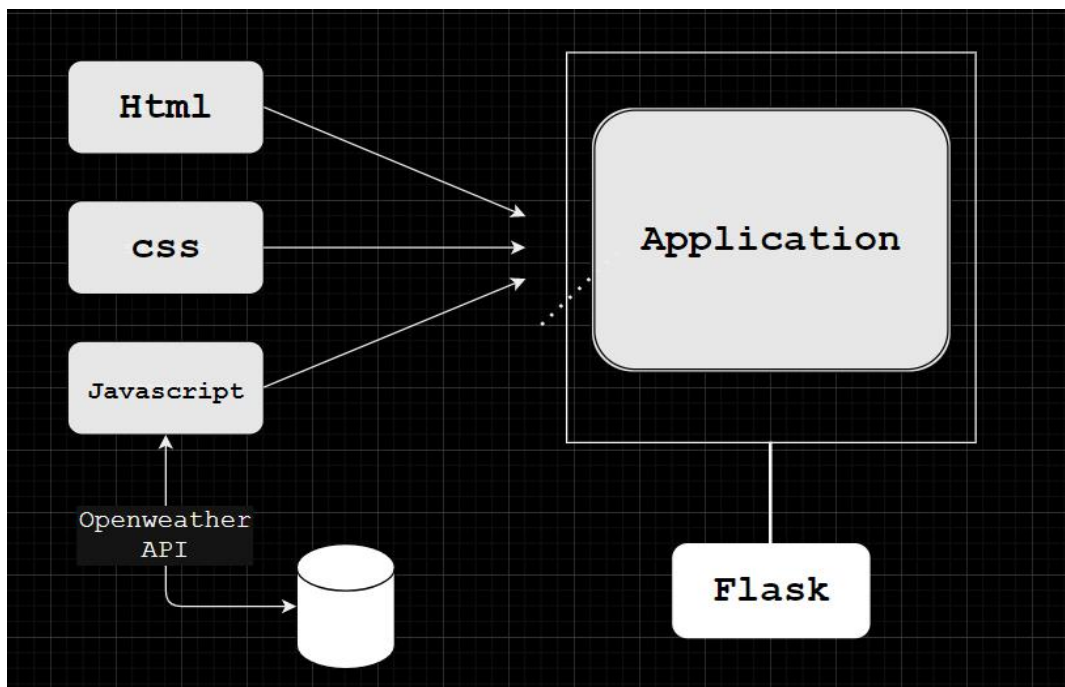 Html
css
Application
Javascript
Openweather
API
Flask